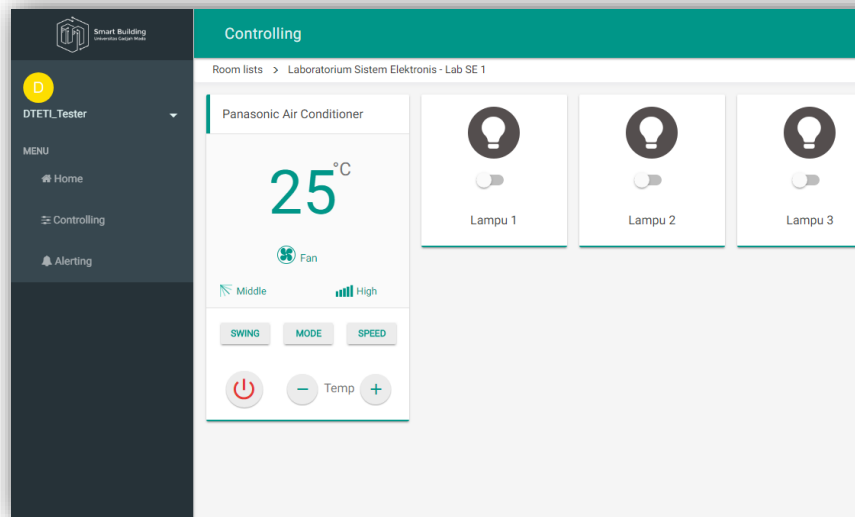 Smart Building
Universitas Gadjah Mada
Controlling
Room lists > Laboratorium Sistem Elektronis - Lab SE 1
D
DTETI_Tester
MENU
Home
Controlling
Alerting
Panasonic Air Conditioner
25°C
Fan
Middle High
SWING MODE SPEED
− Temp +
Lampu 1
Lampu 2
Lampu 3